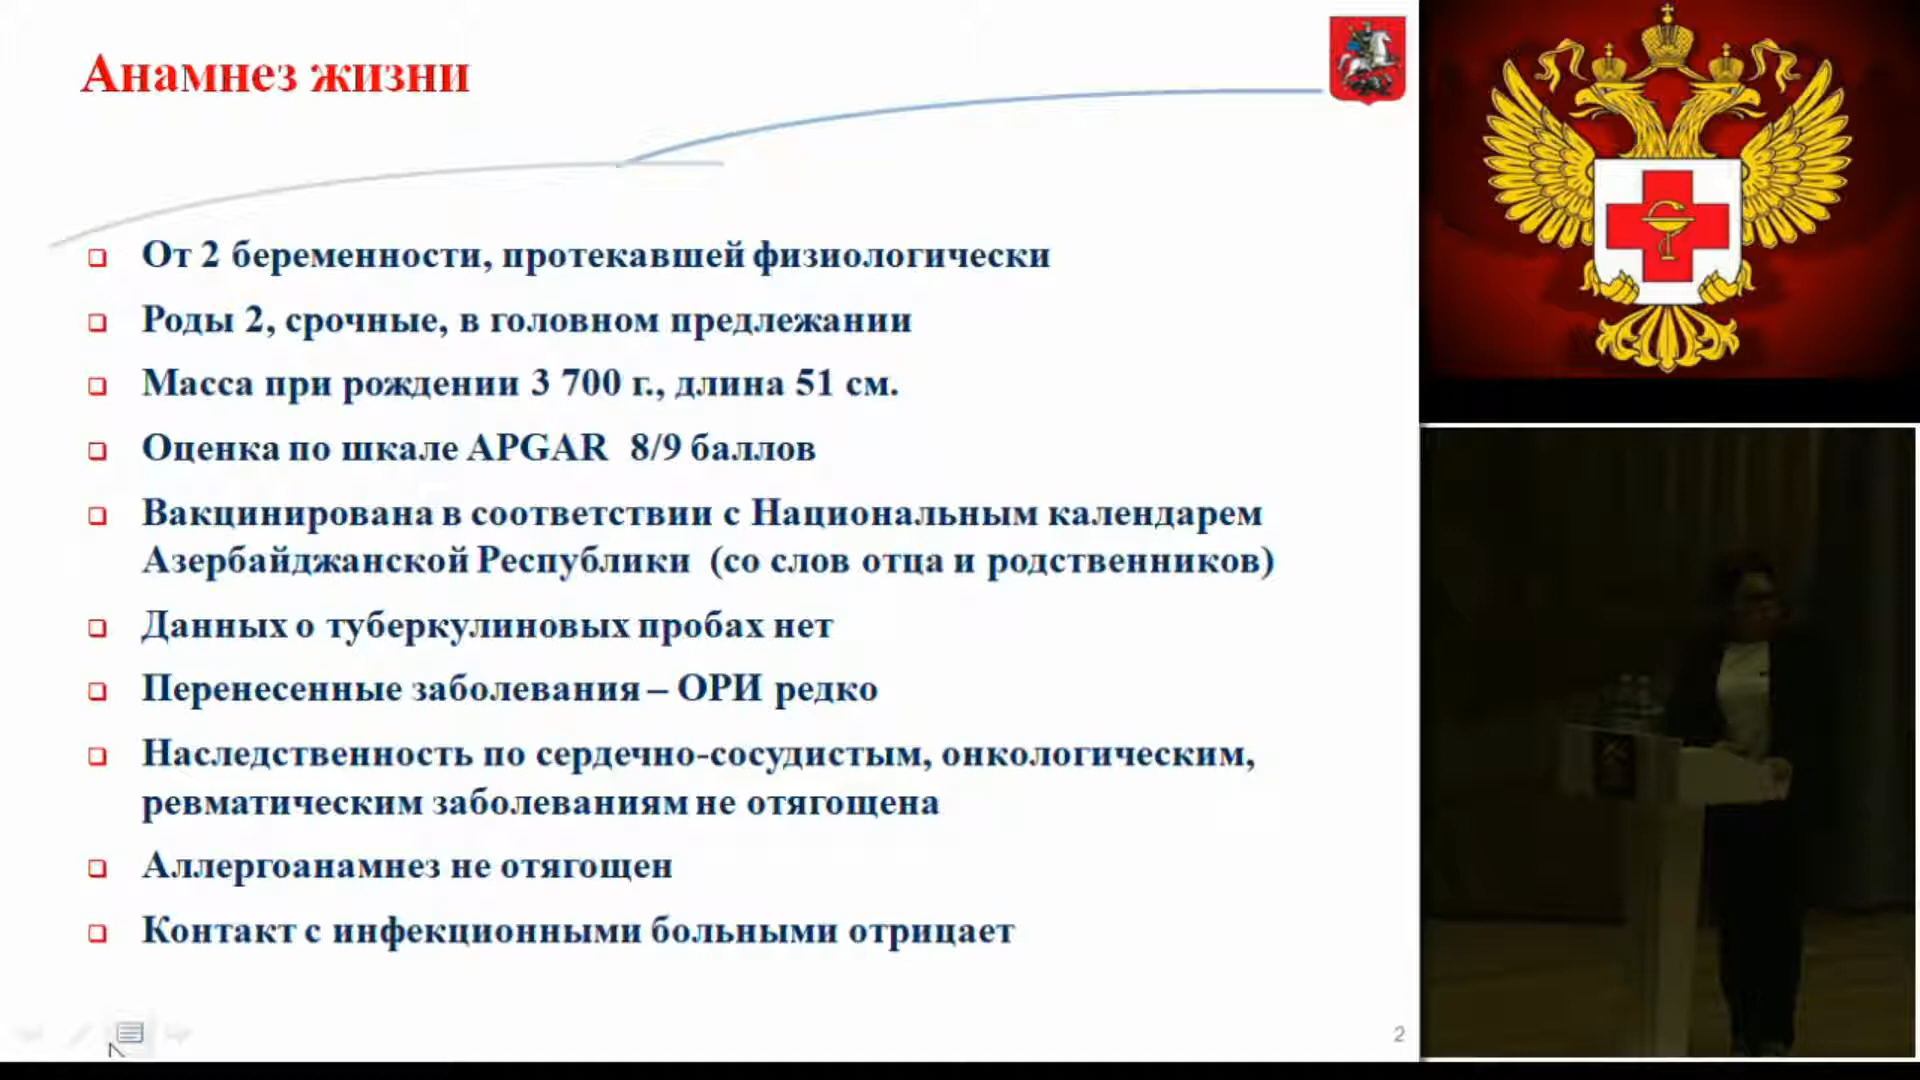 Анамнез жизни
От 2 беременности, протекавшей физиологически
Роды 2, срочные, в головном предлежании
Масса при рождении 3 700 г., длина 51 см.
Оценка по шкале APGAR 8/9 баллов
Вакцинирована в соответствии с Национальным календарем
Азербайджанской Республики (со слов отца и родственников)
Данных о туберкулиновых пробах нет
Перенесенные заболевания – ОРИ редко
Наследственность по сердечно-сосудистым, онкологическим,
ревматическим заболеваниям не отягощена
Аллергоанамнез не отягощен
Контакт с инфекционными больными отрицает
2